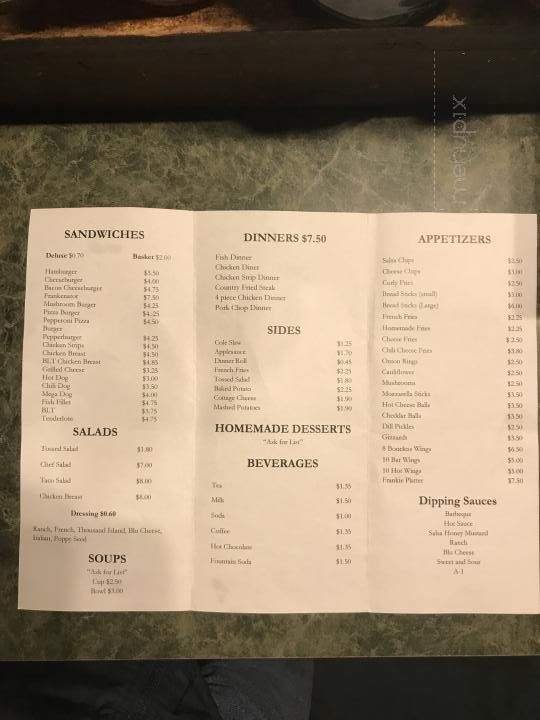 menupix
SANDWICHES
Deluxe $0.70 Basket $2.00
Hamburger $3.50
Cheeseburger $4.00
Bacon Cheeseburger $4.75
Frankenator $7.50
Mushroom Burger $4.25
Pizza Burger $4.25
Pepperoni Pizza $4.50
Burger
Pepperburger $4.25
Chicken Strips $4.50
Chicken Breast $4.50
BLT Chicken Breast $4.85
Grilled Cheese $3.25
Hot Dog $3.00
Chili Dog $3.50
Mega Dog $4.00
Fish Fillet $4.75
BLT $3.75
Tenderloin $4.75
SALADS
Tossed Salad $1.80
Chef Salad $7.00
Taco Salad $8.00
Chicken Breast $8.00
Dressing $0.60
Ranch, French, Thousand Island, Blu Cheese,
Italian, Poppy Seed
SOUPS
"Ask for List"
Cup $2.50
Bowl $3.00
DINNERS $7.50
Fish Dinner
Chicken Diner
Chicken Strip Dinner
Country Fried Steak
4 piece Chicken Dinner
Pork Chop Dinner
SIDES
Cole Slaw $1.25
Applesauce $1.70
Dinner Roll $0.45
French Fries $2.25
Tossed Salad $1.80
Baked Potato $2.25
Cottage Cheese $1.90
Mashed Potatoes $1.90
HOMEMADE DESSERTS
"Ask for List"
BEVERAGES
Tea $1.35
Milk $1.50
Soda $1.00
Coffee $1.35
Hot Chocolate $1.35
Fountain Soda $1.50
APPETIZERS
Salsa Chips $2.50
Cheese Chips $3.00
Curly Fries $2.50
Bread Sticks (small) $3.00
Bread Sticks (Large) $6.00
French Fries $2.25
Homemade Fries $2.25
Cheese Fries $ 2.50
Chili Cheese Fries $3.80
Onion Rings $2.50
Cauliflower $2.50
Mushrooms $2.50
Mozzarella Sticks $3.50
Hot Cheese Balls $3.50
Cheddar Balls $3.50
Dill Pickles $2.50
Gizzards $3.50
8 Boneless Wings $6.50
10 Bar Wings $5.00
10 Hot Wings $5.00
Frankie Platter $7.50
Dipping Sauces
Barbeque
Hot Sauce
Salsa Honey Mustard
Ranch
Blu Cheese
Sweet and Sour
A-1